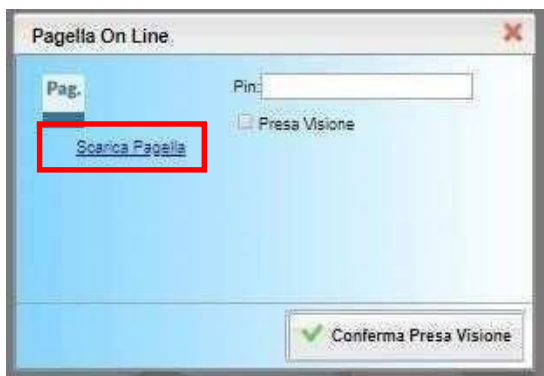 Pagella On Line
Pag.
Pin:
Presa Visione
Scarica Pagella
Conferma Presa Visione